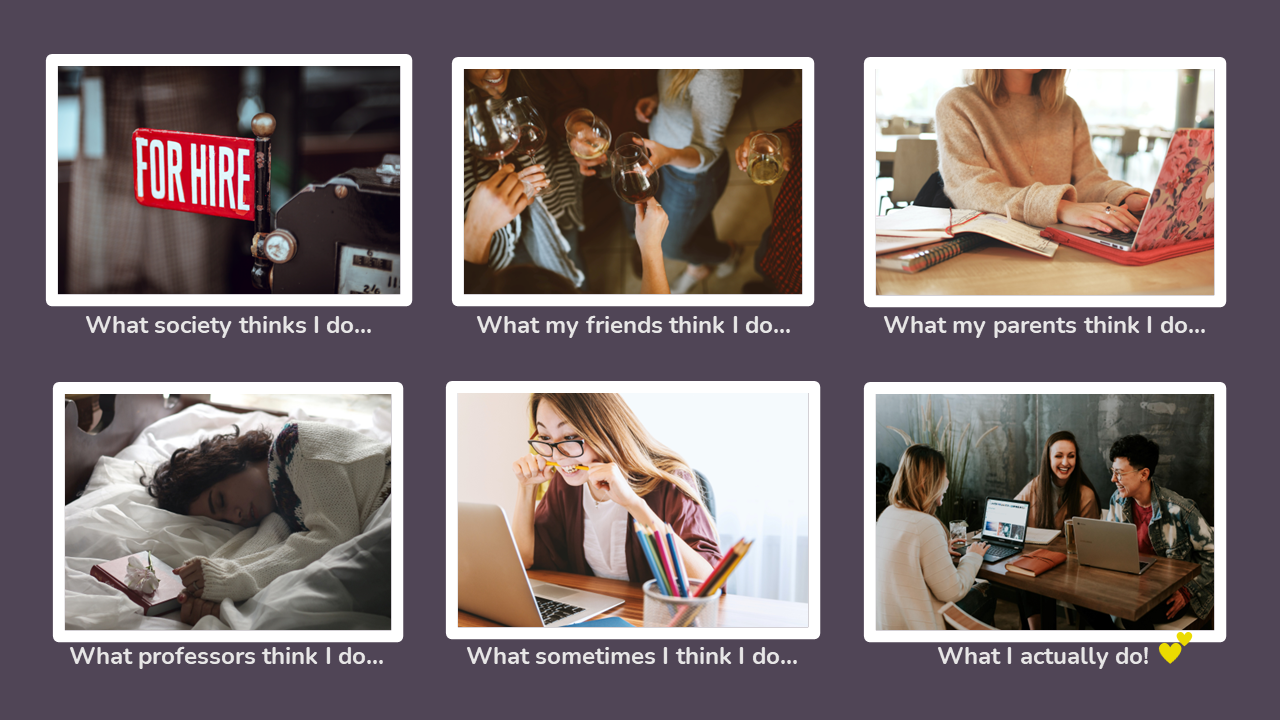 FOR HIRE
What society thinks I do...
What my friends think I do...
What my parents think I do...
What professors think I do...
What sometimes I think I do...
What I actually do!